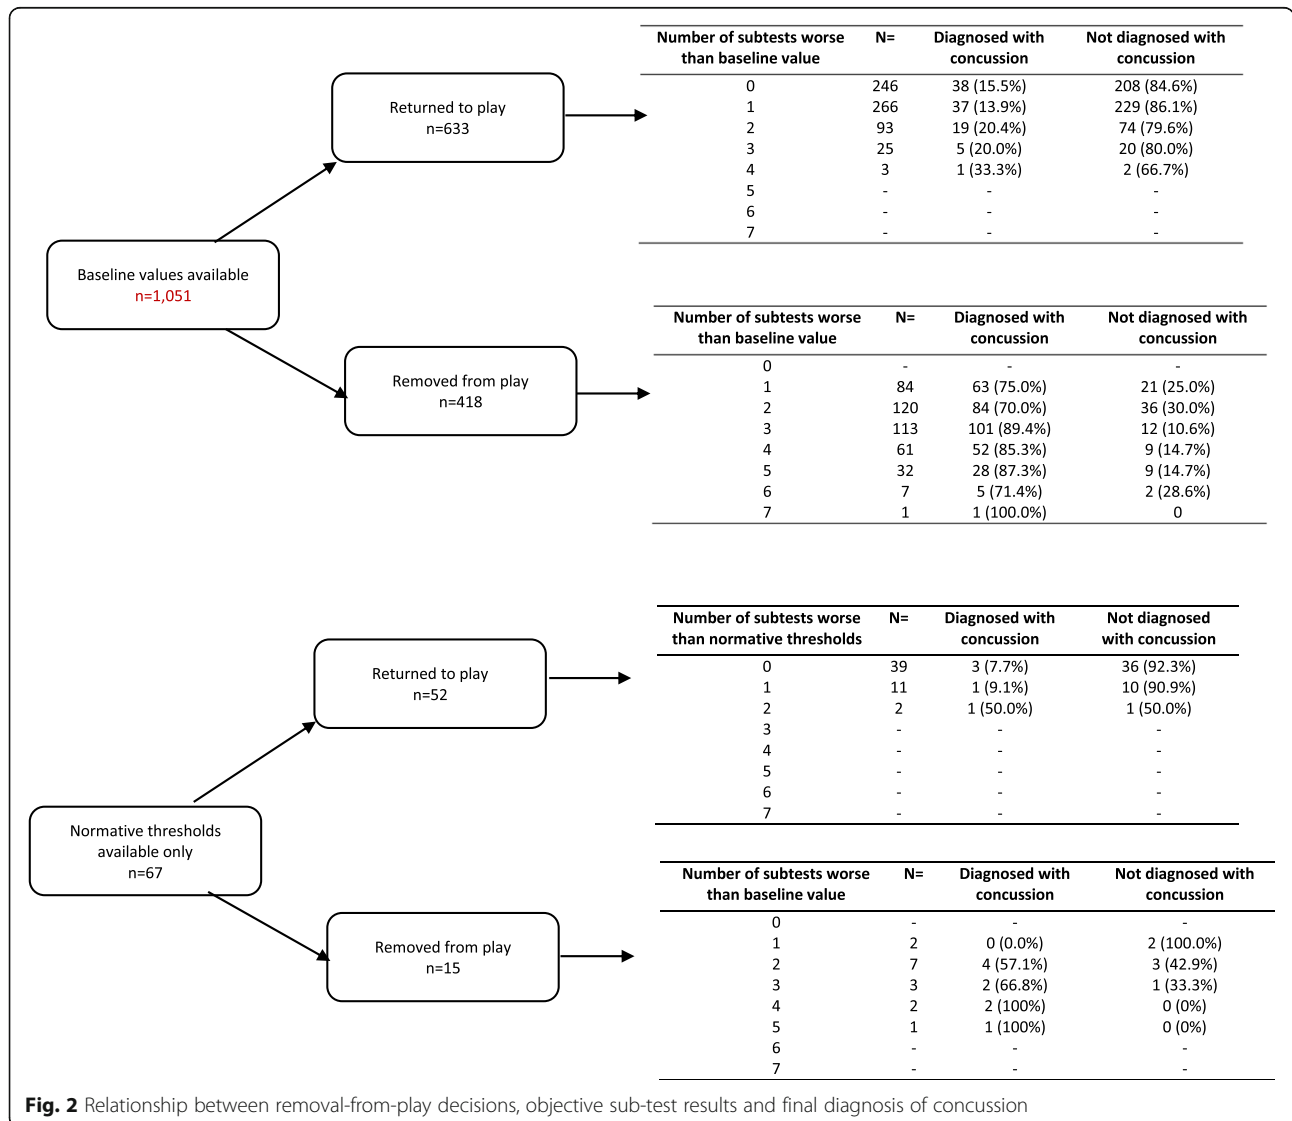 Number of subtests worse N= Diagnosed with Not diagnosed with
than baseline value concussion concussion
0 246 38 (15.5%) 208 (84.6%)
Returned to play 1 266 37 (13.9%) 229 (86.1%)
n=633 2 93 19 (20.4%) 74 (79.6%)
3 25 5 (20.0%) 20 (80.0%)
4 3 1 (33.3%) 2 (66.7%)
5 - - -
6 - - -
7 - - -
Baseline values available
n=1,051
Number of subtests worse N= Diagnosed with Not diagnosed with
than baseline value concussion concussion
0 - - -
Removed from play 1 84 63 (75.0%) 21 (25.0%)
n=418 2 120 84 (70.0%) 36 (30.0%)
3 113 101 (89.4%) 12 (10.6%)
4 61 52 (85.3%) 9 (14.7%)
5 32 28 (87.3%) 9 (14.7%)
6 7 5 (71.4%) 2 (28.6%)
7 1 1 (100.0%) 0
Number of subtests worse N= Diagnosed with Not diagnosed
than normative thresholds concussion with concussion
Returned to play 0 39 3 (7.7%) 36 (92.3%)
n=52 1 11 1 (9.1%) 10 (90.9%)
2 2 1 (50.0%) 1 (50.0%)
3 - - -
4 - - -
5 - - -
6 - - -
7 - - -
Normative thresholds
available only
n=67
Number of subtests worse N= Diagnosed with Not diagnosed with
than baseline value concussion concussion
0 - - -
Removed from play 1 2 0 (0.0%) 2 (100.0%)
n=15 2 7 4 (57.1%) 3 (42.9%)
3 3 2 (66.8%) 1 (33.3%)
4 2 2 (100%) 0 (0%)
5 1 1 (100%) 0 (0%)
6 - - -
7 - - -
Fig. 2 Relationship between removal-from-play decisions, objective sub-test results and final diagnosis of concussion